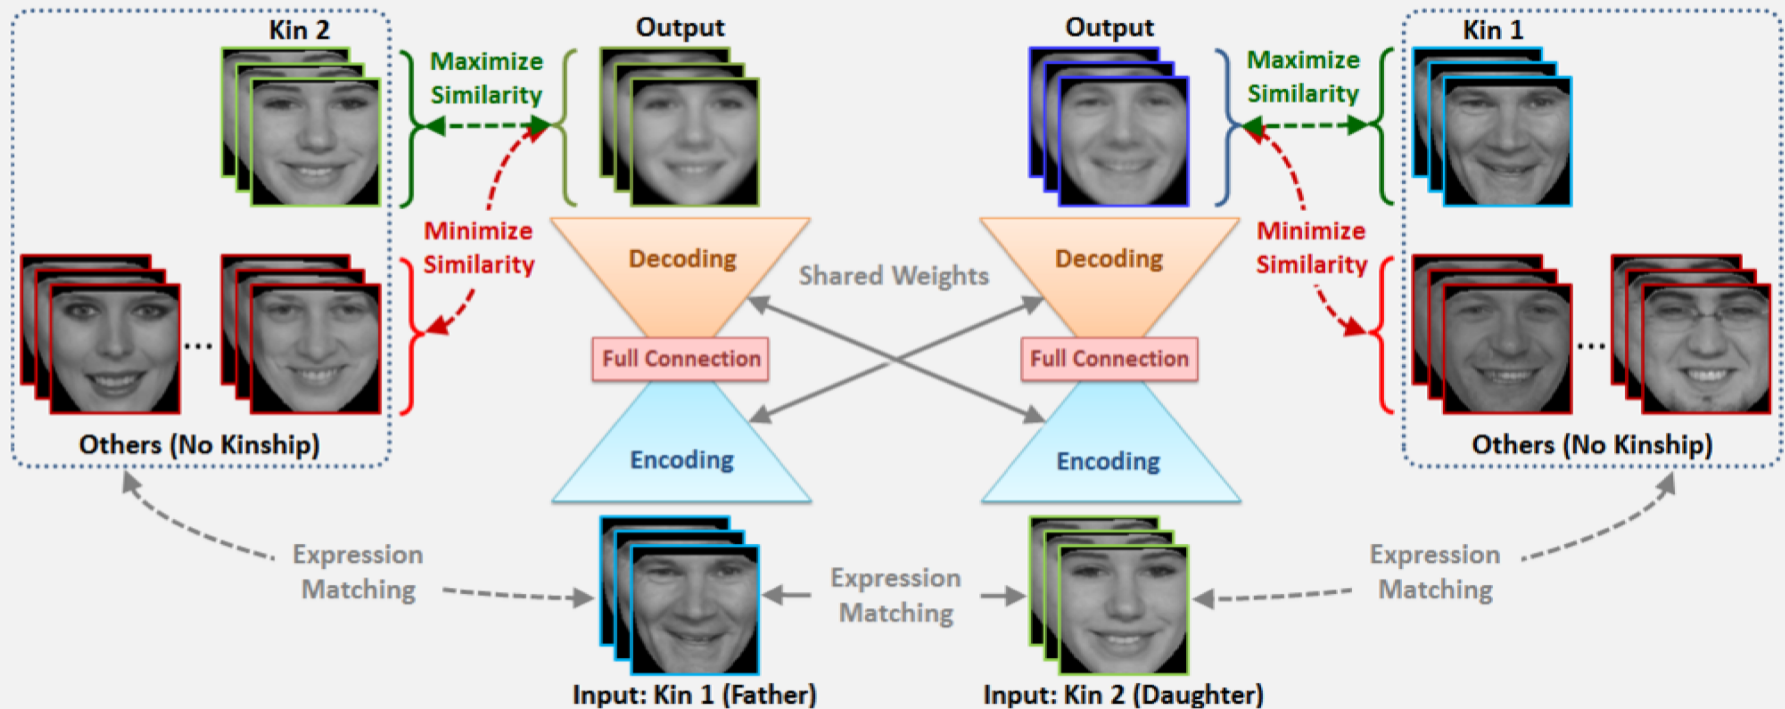 Kin 2
Output
Output
Kin 1
Maximize
Similarity
Maximize
Similarity
Minimize
Similarity
Minimize
Similarity
Decoding
Decoding
Shared Weights
...
...
Full Connection
Full Connection
Others (No Kinship)
Others (No Kinship)
Encoding
Encoding
Expression
Matching
Expression
Matching
Expression
Matching
Input: Kin 1 (Father)
Input: Kin 2 (Daughter)